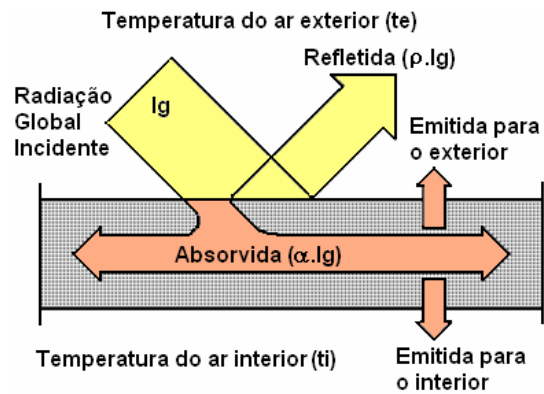 Temperatura do ar exterior (te)
Refletida (ρ.Ig)
Radiação
Global
Incidente
Ig
Emitida para
o exterior
Absorvida (α.Ig)
Temperatura do ar interior (ti)
Emitida para
o interior